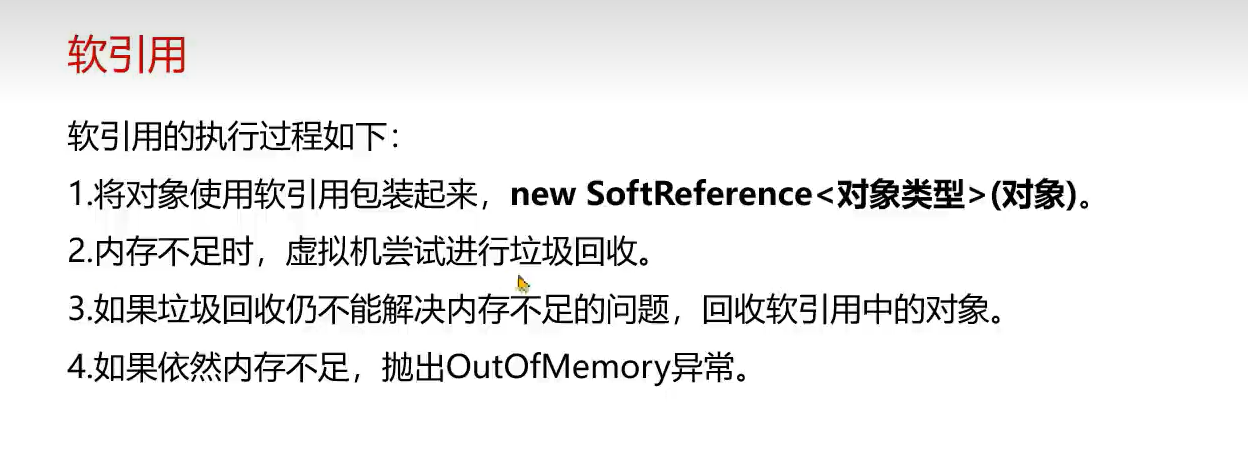 软引用
软引用的执行过程如下：
1.将对象使用软引用包装起来，new SoftReference<对象类型>(对象)。
2.内存不足时，虚拟机尝试进行垃圾回收。
3.如果垃圾回收仍不能解决内存不足的问题，回收软引用中的对象。
4.如果依然内存不足，抛出OutOfMemory异常。